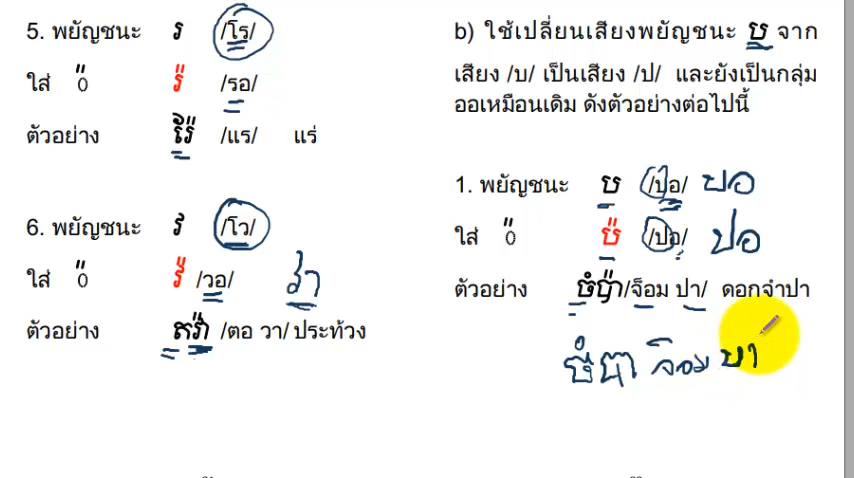 5. พยัญชนะ រ /โร/
ใส่ ៉ រ៉ /รอ/
ตัวอย่าง រ៉ែ /แร/ แร่
6. พยัญชนะ វ /โว/
ใส่ ៉ វ៉ /วอ/ វ៉ា
ตัวอย่าง តវ៉ា /ตอ วา/ ประท้วง
b) ใช้เปลี่ยนเสียงพยัญชนะ ប จาก
เสียง /บ/ เป็นเสียง /ป/ และยังเป็นกลุ่ม
ออเหมือนเดิม ดังตัวอย่างต่อไปนี้
1. พยัญชนะ ប /บอ/ บอ
ใส่ ៉ ប៉ /ปอ/ ปอ
ตัวอย่าง ចំប៉ា /จ็อม ปา/ ดอกจำปา